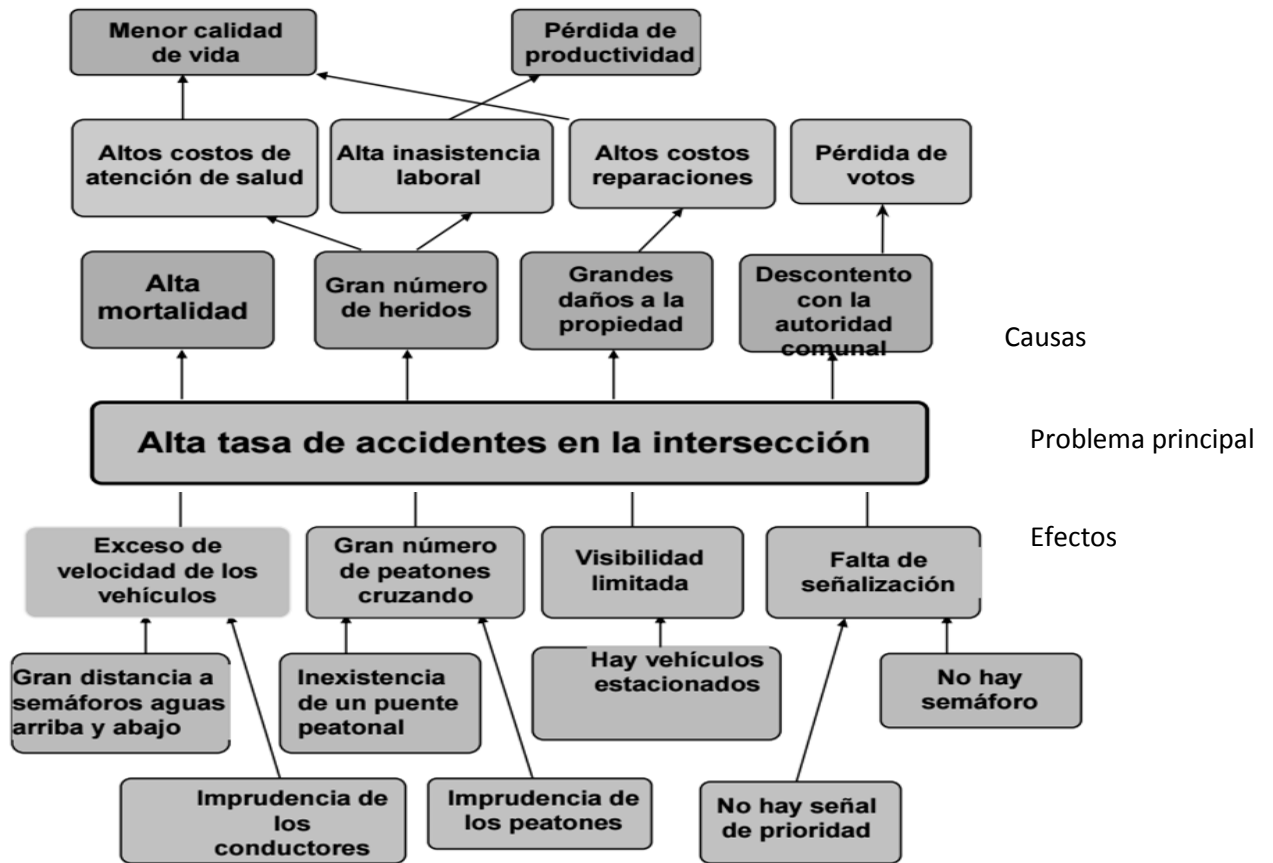 Menor calidad
de vida
Pérdida de
productividad
Altos costos de
atención de salud
Alta inasistencia
laboral
Altos costos
reparaciones
Pérdida de
votos
Alta
mortalidad
Gran número
de heridos
Grandes
daños a la
propiedad
Descontento
con la
autoridad
comunal
Causas
Alta tasa de accidentes en la intersección
Problema principal
Efectos
Exceso de
velocidad de los
vehículos
Gran número
de peatones
cruzando
Visibilidad
limitada
Falta de
señalización
Gran distancia a
semáforos aguas
arriba y abajo
Inexistencia
de un puente
peatonal
Hay vehículos
estacionados
No hay
semáforo
Imprudencia de
los
conductores
Imprudencia de
los peatones
No hay señal
de prioridad